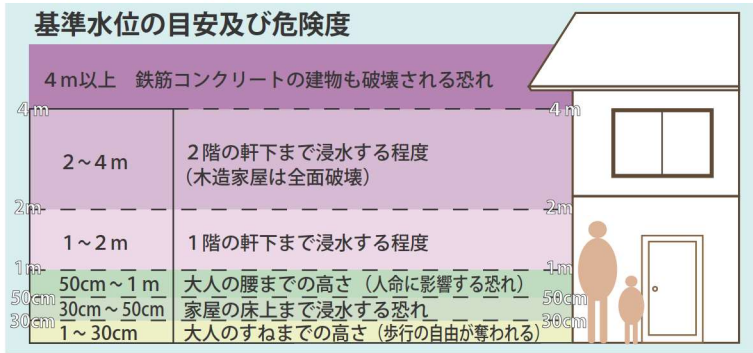 基準水位の目安及び危険度
4m以上 鉄筋コンクリートの建物も破壊される恐れ
4m 4m
2~4m 2階の軒下まで浸水する程度
(木造家屋は全面破壊)
2m 2m
1~2m 1階の軒下まで浸水する程度
1m 1m
50cm~1m 大人の腰までの高さ(人命に影響する恐れ)
50cm 50cm
30cm~50cm 家屋の床上まで浸水する恐れ
30cm 30cm
1~30cm 大人のすねまでの高さ(歩行の自由が奪われる)